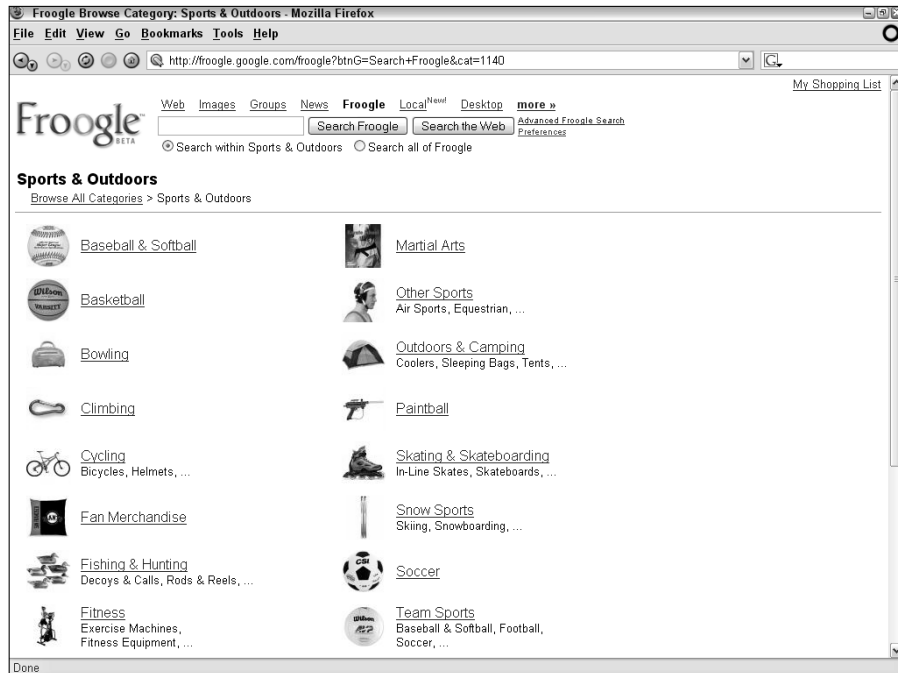 Froogle Browse Category: Sports & Outdoors - Mozilla Firefox
File Edit View Go Bookmarks Tools Help
http://froogle.google.com/froogle?btnG=Search+Froogle&cat=1140
G
My Shopping List
Web Images Groups News Froogle Local New! Desktop more »
Froogle™ BETA
Search Froogle Search the Web Advanced Froogle Search
Preferences
Search within Sports & Outdoors Search all of Froogle
Sports & Outdoors
Browse All Categories > Sports & Outdoors
Baseball & Softball
Martial Arts
Wilson
VARSITY
Basketball
Other Sports
Air Sports, Equestrian, ...
Bowling
Outdoors & Camping
Coolers, Sleeping Bags, Tents, ...
Climbing
Paintball
Cycling
Bicycles, Helmets, ...
Skating & Skateboarding
In-Line Skates, Skateboards, ...
Fan Merchandise
Snow Sports
Skiing, Snowboarding, ...
Fishing & Hunting
Decoys & Calls, Rods & Reels, ...
CSI
Soccer
Fitness
Exercise Machines,
Fitness Equipment, ...
Wilson
Team Sports
Baseball & Softball, Football,
Soccer, ...
Done